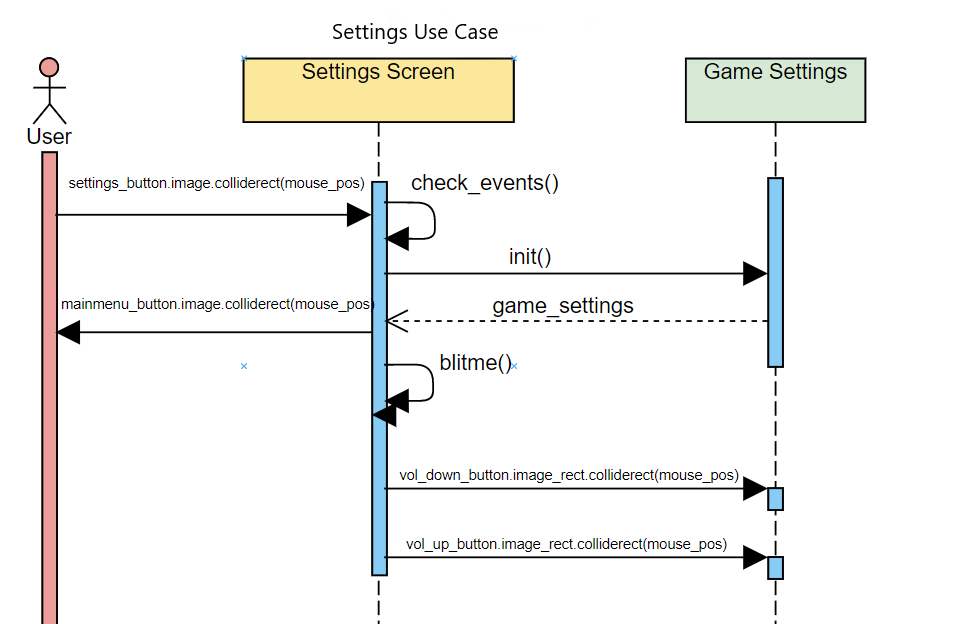 Settings Use Case
Settings Screen
Game Settings
User
settings_button.image.colliderect(mouse_pos)
check_events()
init()
mainmenu_button.image.colliderect(mouse_pos)
game_settings
blitme()
vol_down_button.image_rect.colliderect(mouse_pos)
vol_up_button.image_rect.colliderect(mouse_pos)